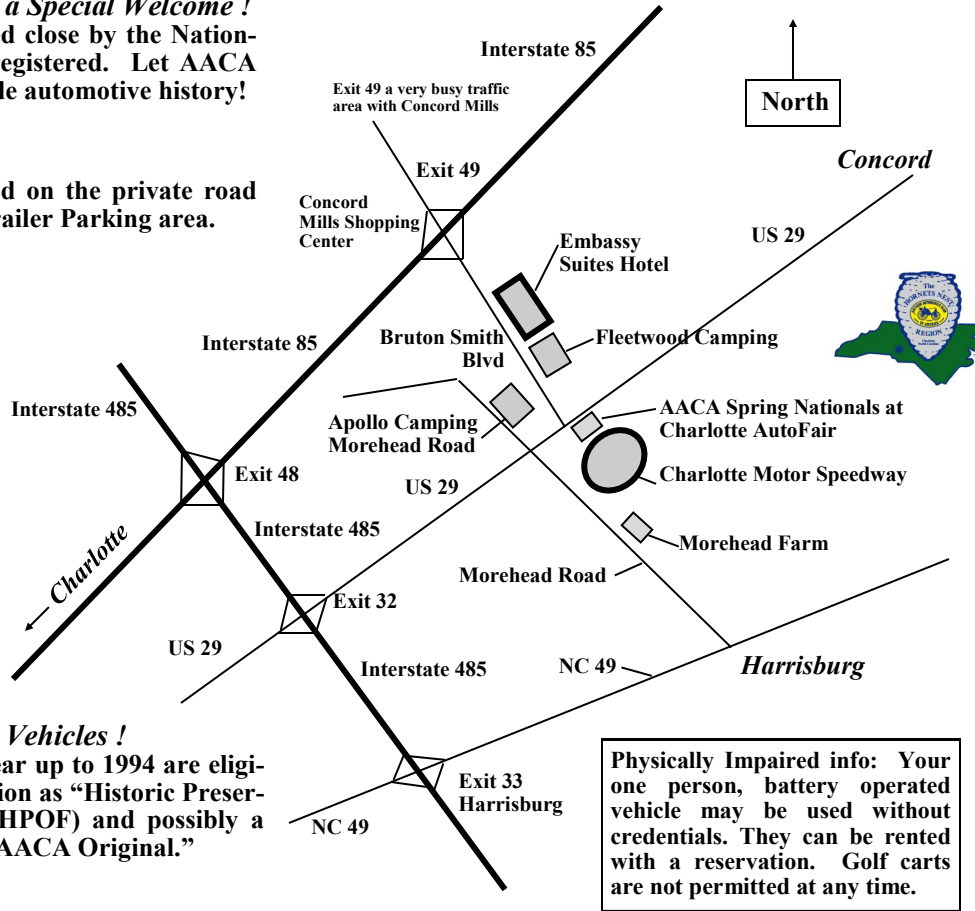 a Special Welcome !
ed close by the Nation-
egistered. Let AACA
le automotive history!
d on the private road
railer Parking area.
Interstate 85
Exit 49 a very busy traffic
area with Concord Mills
North
Concord
Exit 49
Concord
Mills Shopping
Center
US 29
Embassy
Suites Hotel
The
HORNETS NEST
REGION
Interstate 85
Bruton Smith
Blvd
Fleetwood Camping
Interstate 485
Apollo Camping
Morehead Road
AACA Spring Nationals at
Charlotte AutoFair
Exit 48
US 29
Charlotte Motor Speedway
Interstate 485
Charlotte
Morehead Farm
Morehead Road
Exit 32
US 29
Interstate 485
NC 49
Harrisburg
Vehicles !
ear up to 1994 are eligi-
ion as “Historic Preser-
HPOF) and possibly a
AACA Original.”
Exit 33
Harrisburg
NC 49
Physically Impaired info: Your
one person, battery operated
vehicle may be used without
credentials. They can be rented
with a reservation. Golf carts
are not permitted at any time.